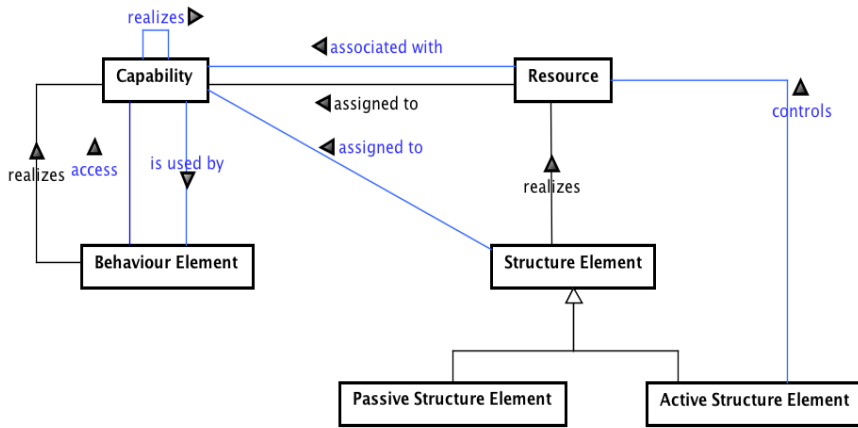 realizes
associated with
Capability
Resource
assigned to
controls
assigned to
access
is used by
realizes
realizes
Behaviour Element
Structure Element
Passive Structure Element
Active Structure Element